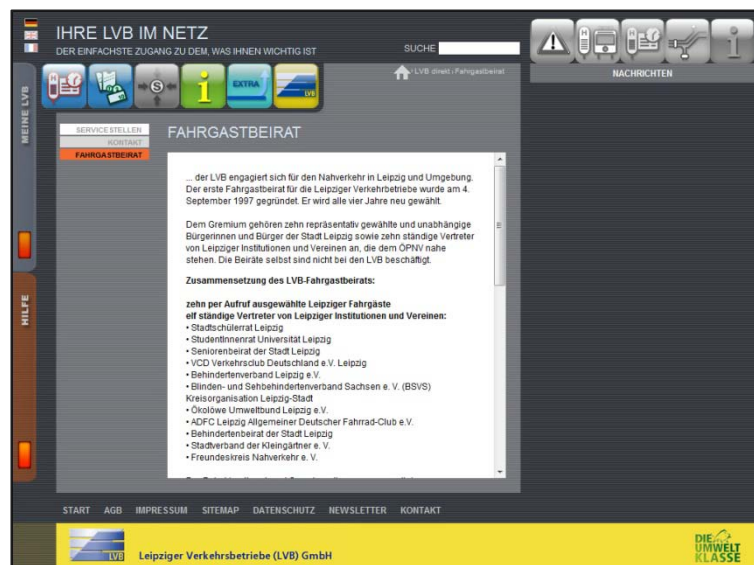 IHRE LVB IM NETZ
DER EINFACHSTE ZUGANG ZU DEM, WAS IHNEN WICHTIG IST
SUCHE
LVB direkt › Fahrgastbeirat
NACHRICHTEN
MEINE LVB
HILFE
H
S
i
EXTRA
LVB
H
H
i
SERVICESTELLEN
KONTAKT
FAHRGASTBEIRAT
FAHRGASTBEIRAT
... der LVB engagiert sich für den Nahverkehr in Leipzig und Umgebung.
Der erste Fahrgastbeirat für die Leipziger Verkehrbetriebe wurde am 4.
September 1997 gegründet. Er wird alle vier Jahre neu gewählt.
Dem Gremium gehören zehn repräsentativ gewählte und unabhängige
Bürgerinnen und Bürger der Stadt Leipzig sowie zehn ständige Vertreter
von Leipziger Institutionen und Vereinen an, die dem ÖPNV nahe
stehen. Die Beiräte selbst sind nicht bei den LVB beschäftigt.
Zusammensetzung des LVB-Fahrgastbeirats:
zehn per Aufruf ausgewählte Leipziger Fahrgäste
elf ständige Vertreter von Leipziger Institutionen und Vereinen:
• Stadtschülerrat Leipzig
• StudentInnenrat Universität Leipzig
• Seniorenbeirat der Stadt Leipzig
• VCD Verkehrsclub Deutschland e.V. Leipzig
• Behindertenverband Leipzig e.V.
• Blinden- und Sehbehindertenverband Sachsen e. V. (BSVS)
Kreisorganisation Leipzig-Stadt
• Ökolöwe Umweltbund Leipzig e.V.
• ADFC Leipzig Allgemeiner Deutscher Fahrrad-Club e.V.
• Behindertenbeirat der Stadt Leipzig
• Stadtverband der Kleingärtner e. V.
• Freundeskreis Nahverkehr e. V.
START AGB IMPRESSUM SITEMAP DATENSCHUTZ NEWSLETTER KONTAKT
LVB
Leipziger Verkehrsbetriebe (LVB) GmbH
DIE
UMWELT
KLASSE